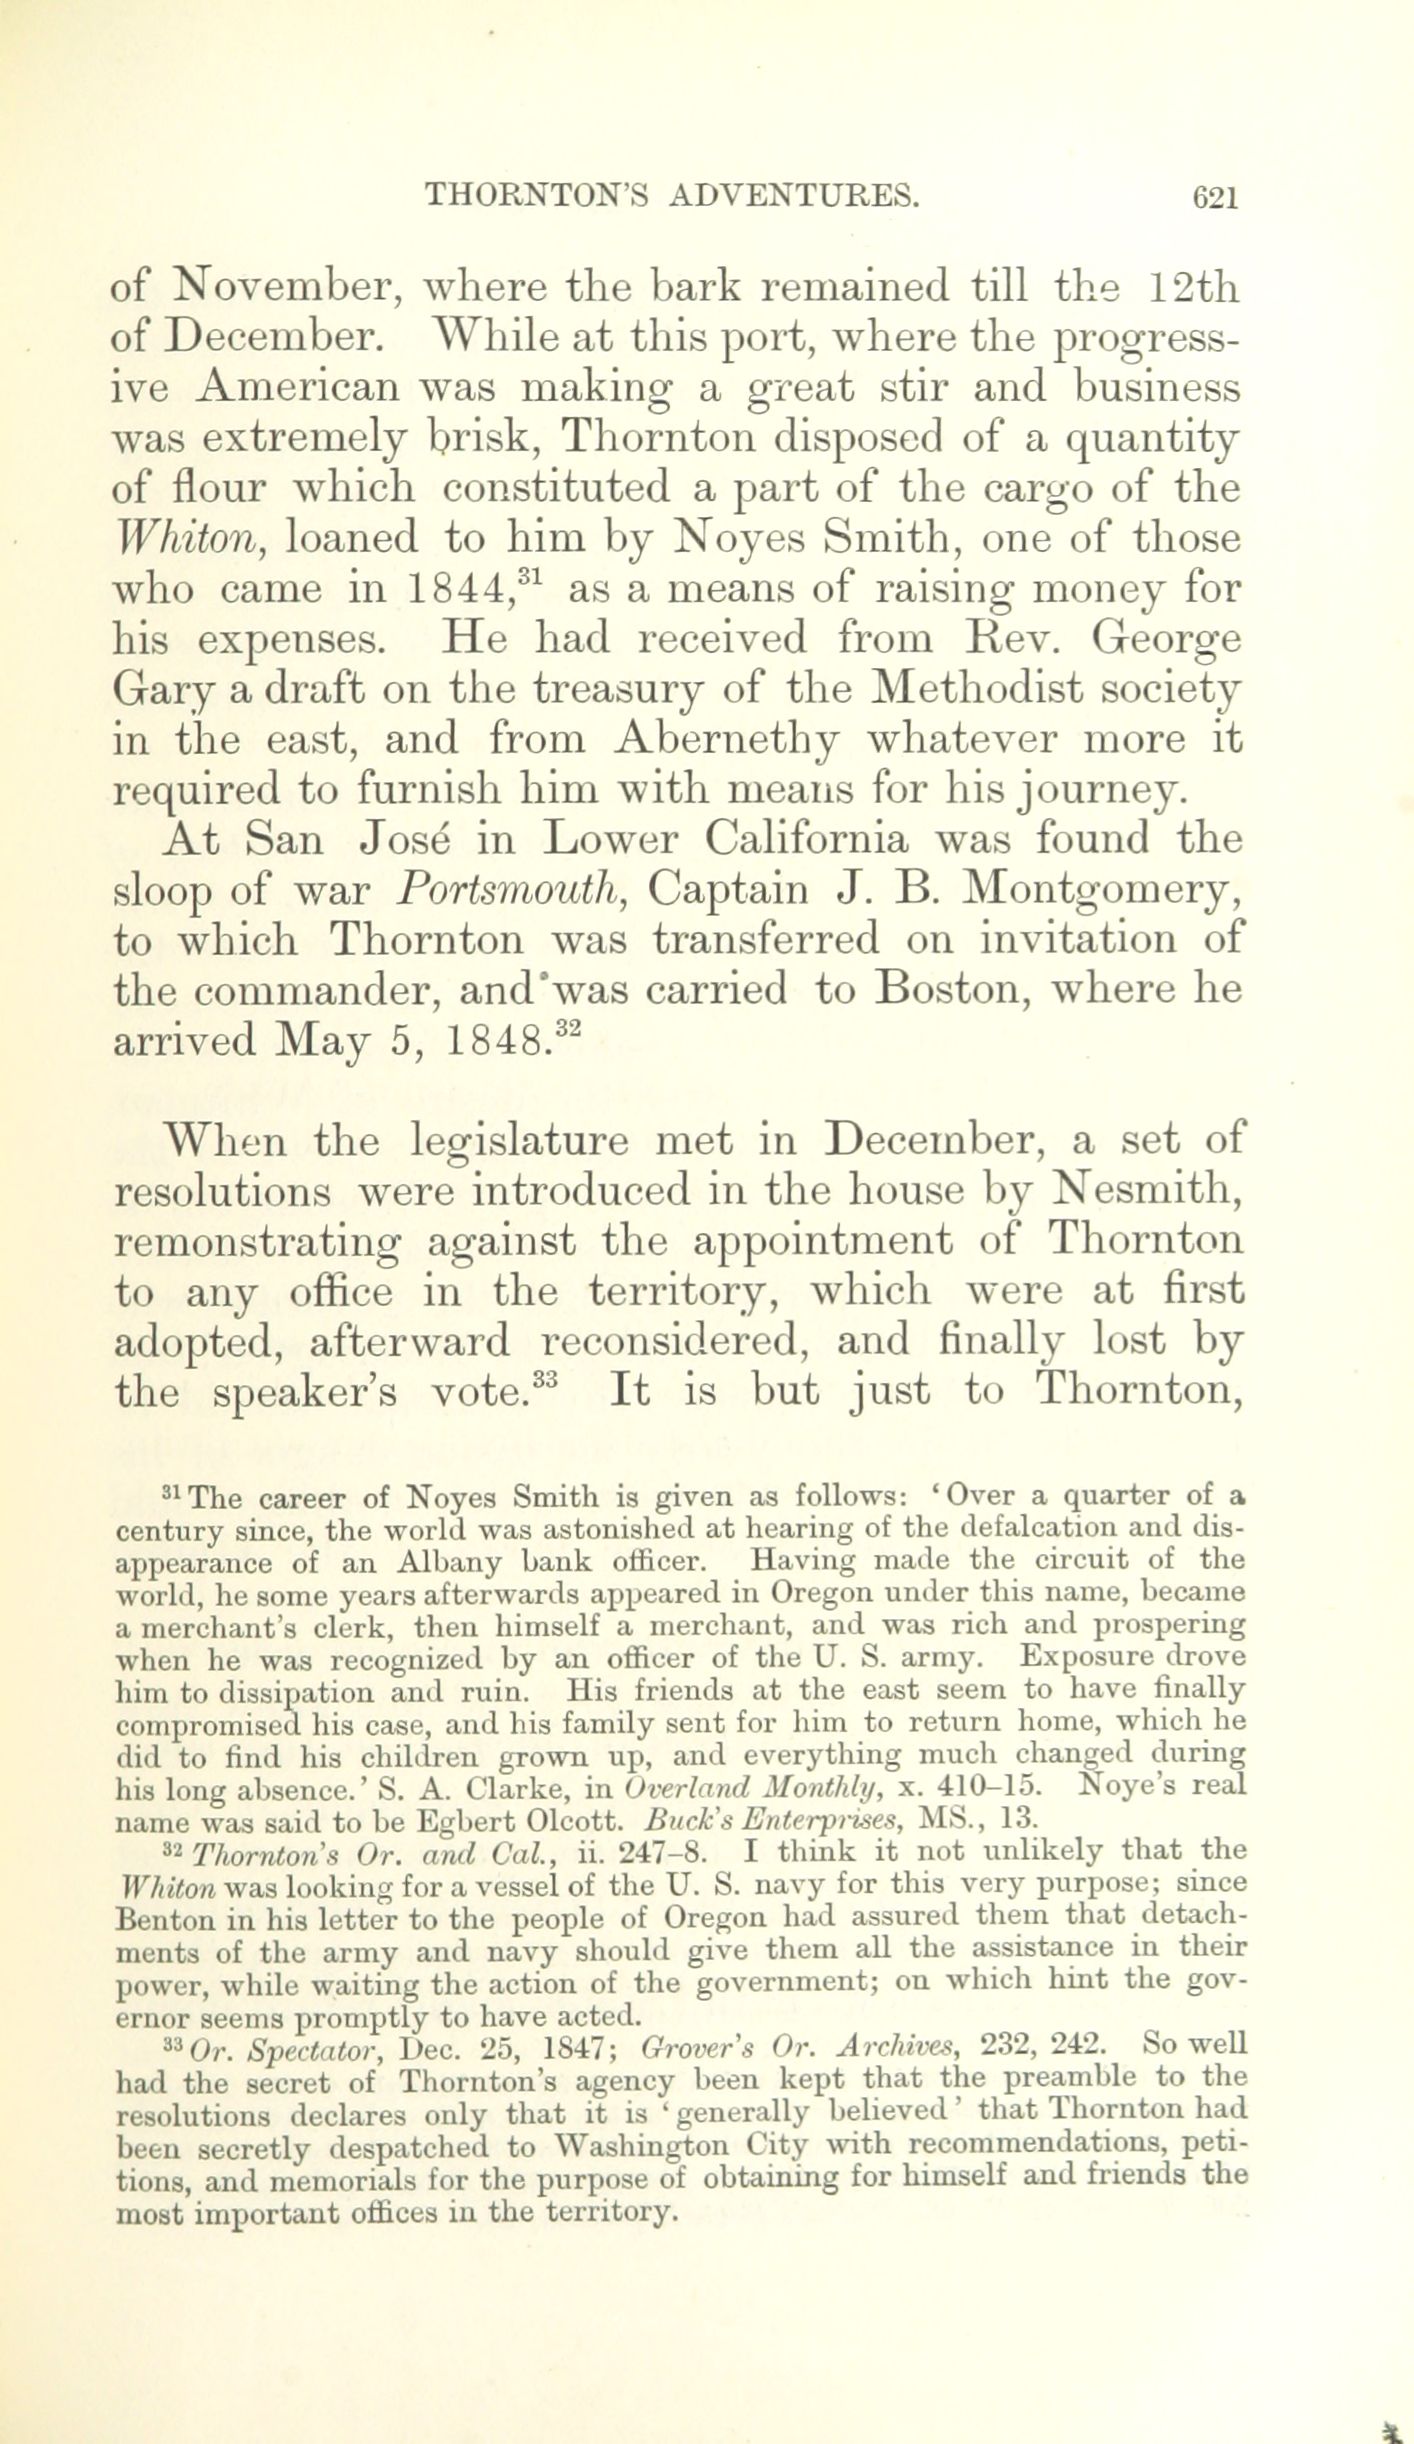 THORNTON'S ADVENTURES. 621
of November, where the bark remained till the 12th
of December. While at this port, where the progress-
ive American was making a great stir and business
was extremely brisk, Thornton disposed of a quantity
of flour which constituted a part of the cargo of the
Whiton, loaned to him by Noyes Smith, one of those
who came in 1844,³¹ as a means of raising money for
his expenses. He had received from Rev. George
Gary a draft on the treasury of the Methodist society
in the east, and from Abernethy whatever more it
required to furnish him with means for his journey.
At San José in Lower California was found the
sloop of war Portsmouth, Captain J. B. Montgomery,
to which Thornton was transferred on invitation of
the commander, and was carried to Boston, where he
arrived May 5, 1848.³²
When the legislature met in December, a set of
resolutions were introduced in the house by Nesmith,
remonstrating against the appointment of Thornton
to any office in the territory, which were at first
adopted, afterward reconsidered, and finally lost by
the speaker's vote.³³ It is but just to Thornton,
³¹ The career of Noyes Smith is given as follows: 'Over a quarter of a
century since, the world was astonished at hearing of the defalcation and dis-
appearance of an Albany bank officer. Having made the circuit of the
world, he some years afterwards appeared in Oregon under this name, became
a merchant's clerk, then himself a merchant, and was rich and prospering
when he was recognized by an officer of the U. S. army. Exposure drove
him to dissipation and ruin. His friends at the east seem to have finally
compromised his case, and his family sent for him to return home, which he
did to find his children grown up, and everything much changed during
his long absence.' S. A. Clarke, in Overland Monthly, x. 410–15. Noye's real
name was said to be Egbert Olcott. Buck's Enterprises, MS., 13.
³² Thornton's Or. and Cal., ii. 247–8. I think it not unlikely that the
Whiton was looking for a vessel of the U. S. navy for this very purpose; since
Benton in his letter to the people of Oregon had assured them that detach-
ments of the army and navy should give them all the assistance in their
power, while waiting the action of the government; on which hint the gov-
ernor seems promptly to have acted.
³³ Or. Spectator, Dec. 25, 1847; Grover's Or. Archives, 232, 242. So well
had the secret of Thornton's agency been kept that the preamble to the
resolutions declares only that it is 'generally believed' that Thornton had
been secretly despatched to Washington City with recommendations, peti-
tions, and memorials for the purpose of obtaining for himself and friends the
most important offices in the territory.